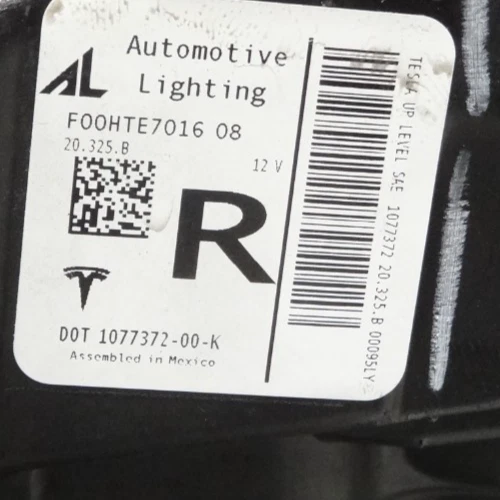 AL
Automotive
Lighting
F00HTE7016 08
20.325.B
12 V
R
DOT 1077372-00-K
Assembled in Mexico
TESLA UP LEVEL SAE 1077372 20.325.B 00095LY